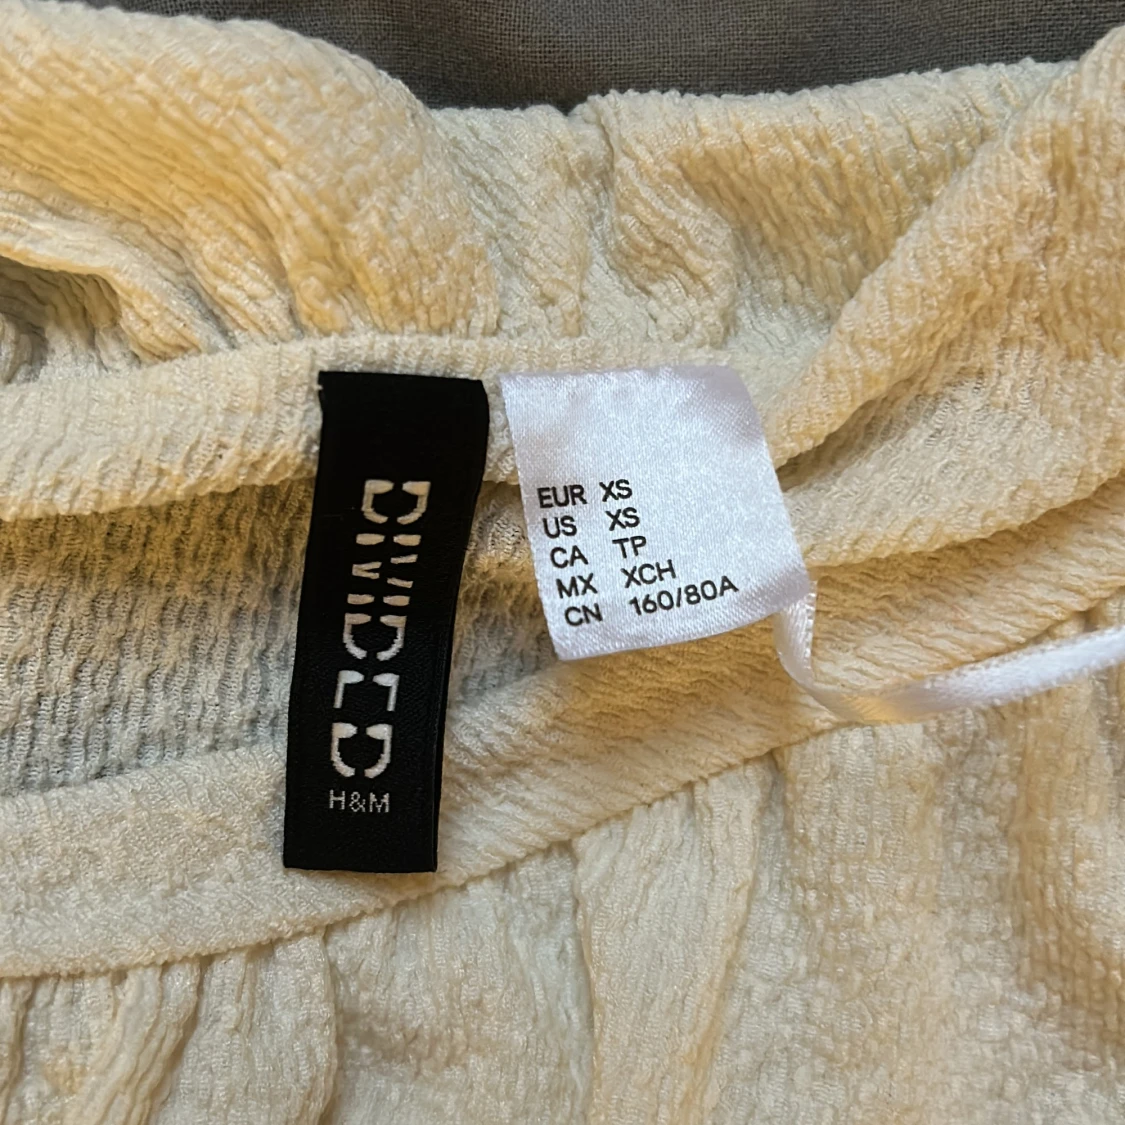 DIVIDED
H&M
EUR XS
US XS
CA TP
MX XCH
CN 160/80A